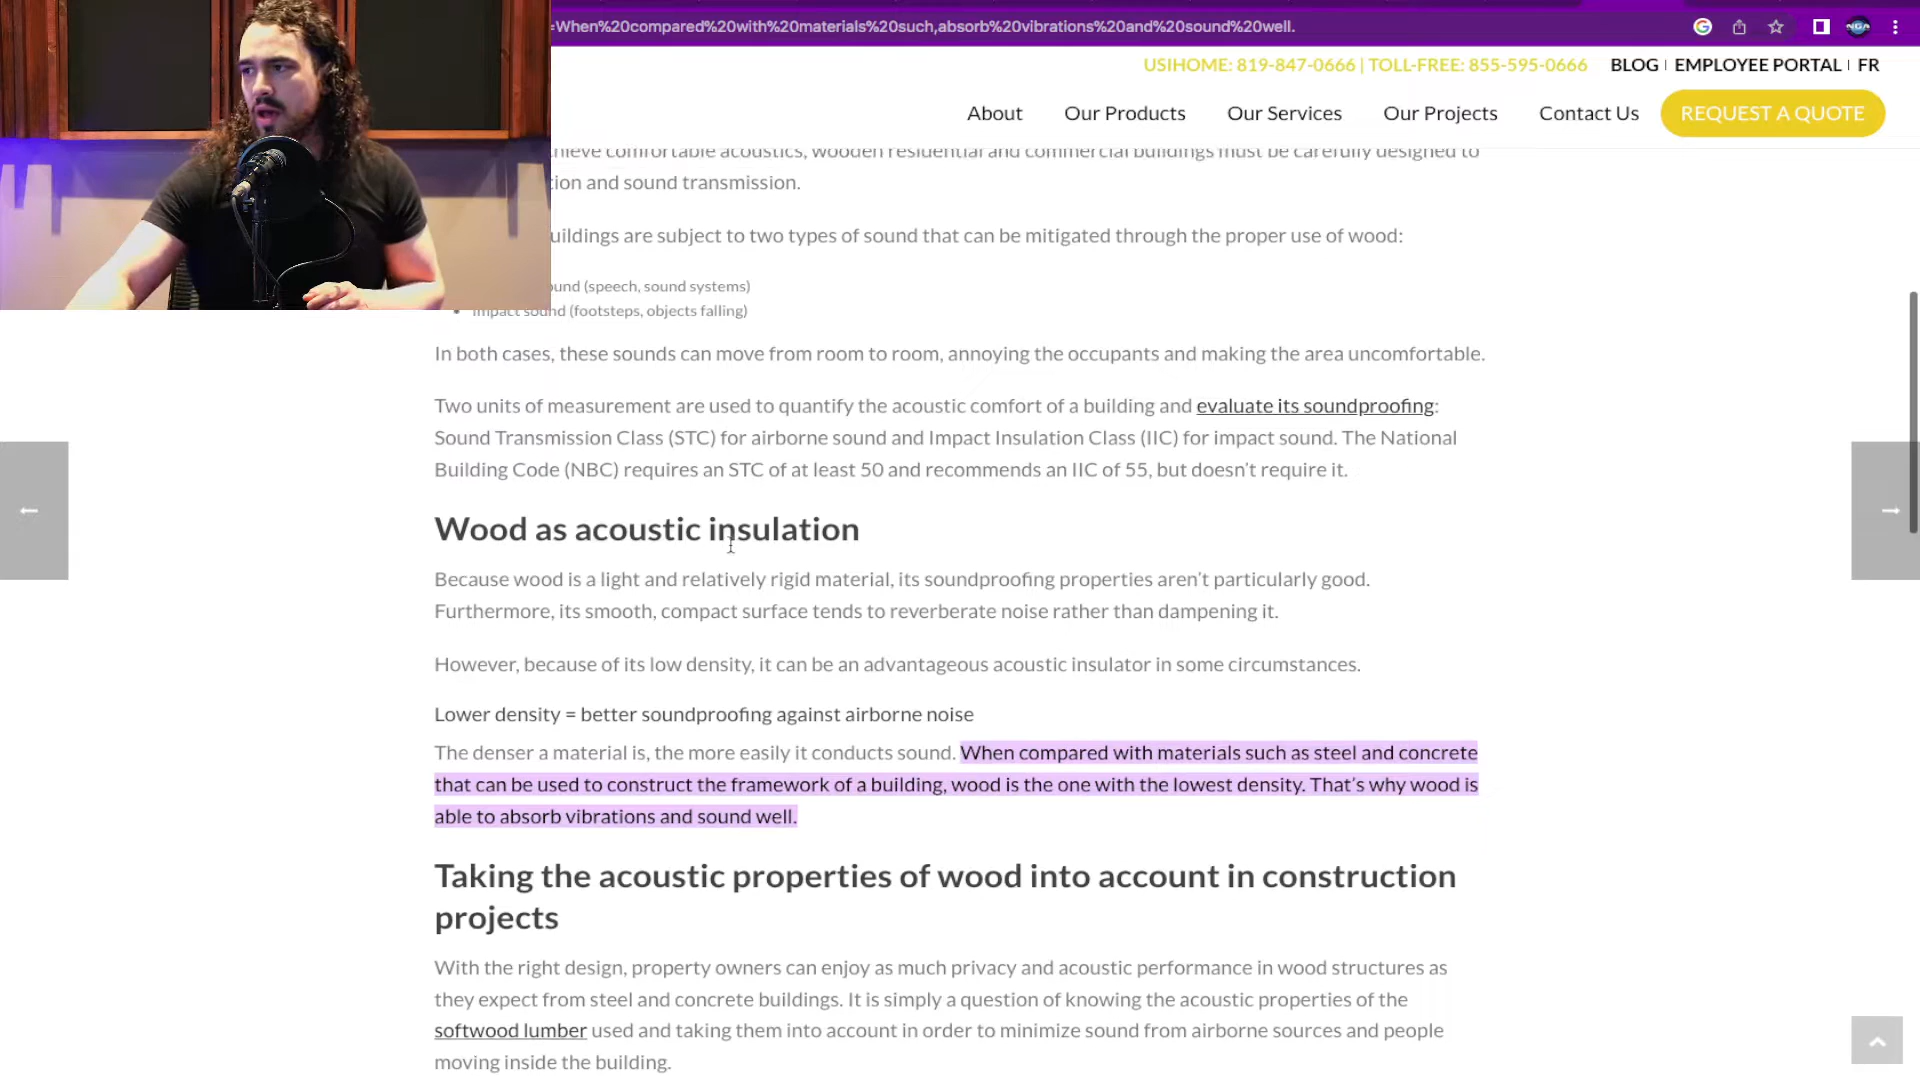 =When%20compared%20with%20materials%20such,absorb%20vibrations%20and%20sound%20well.
USIHOME: 819-847-0666 | TOLL-FREE: 855-595-0666 BLOG | EMPLOYEE PORTAL | FR
About Our Products Our Services Our Projects Contact Us REQUEST A QUOTE
hieve comfortable acoustics, wooden residential and commercial buildings must be carefully designed to
tion and sound transmission.
uildings are subject to two types of sound that can be mitigated through the proper use of wood:
ound (speech, sound systems)
Impact sound (footsteps, objects falling)
In both cases, these sounds can move from room to room, annoying the occupants and making the area uncomfortable.
Two units of measurement are used to quantify the acoustic comfort of a building and evaluate its soundproofing:
Sound Transmission Class (STC) for airborne sound and Impact Insulation Class (IIC) for impact sound. The National
Building Code (NBC) requires an STC of at least 50 and recommends an IIC of 55, but doesn't require it.
Wood as acoustic insulation
Because wood is a light and relatively rigid material, its soundproofing properties aren't particularly good.
Furthermore, its smooth, compact surface tends to reverberate noise rather than dampening it.
However, because of its low density, it can be an advantageous acoustic insulator in some circumstances.
Lower density = better soundproofing against airborne noise
The denser a material is, the more easily it conducts sound. When compared with materials such as steel and concrete
that can be used to construct the framework of a building, wood is the one with the lowest density. That's why wood is
able to absorb vibrations and sound well.
Taking the acoustic properties of wood into account in construction
projects
With the right design, property owners can enjoy as much privacy and acoustic performance in wood structures as
they expect from steel and concrete buildings. It is simply a question of knowing the acoustic properties of the
softwood lumber used and taking them into account in order to minimize sound from airborne sources and people
moving inside the building.